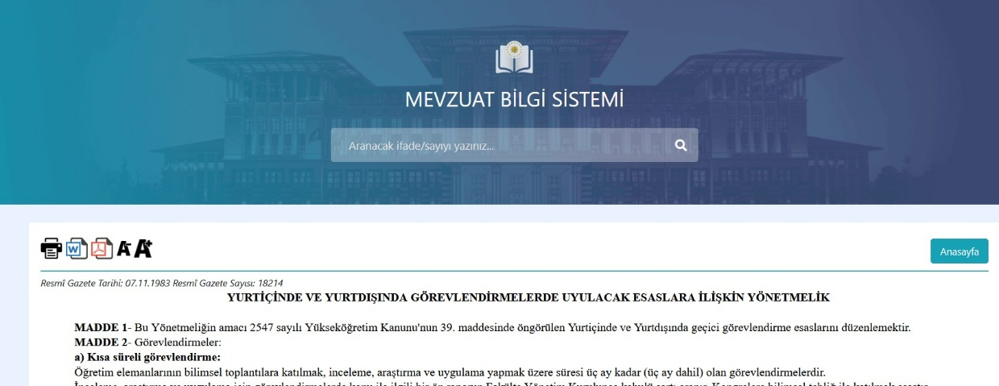 MEVZUAT BİLGİ SİSTEMİ
Aranacak ifade/sayıyı yazınız...
W
A-
A+
Anasayfa
Resmî Gazete Tarihi: 07.11.1983 Resmî Gazete Sayısı: 18214
YURTİÇİNDE VE YURTDIŞINDA GÖREVLENDİRMELERDE UYULACAK ESASLARA İLİŞKİN YÖNETMELİK
MADDE 1- Bu Yönetmeliğin amacı 2547 sayılı Yükseköğretim Kanunu'nun 39. maddesinde öngörülen Yurtiçinde ve Yurtdışında geçici görevlendirme esaslarını düzenlemektir.
MADDE 2- Görevlendirmeler:
a) Kısa süreli görevlendirme:
Öğretim elemanlarının bilimsel toplantılara katılmak, inceleme, araştırma ve uygulama yapmak üzere süresi üç ay kadar (üç ay dahil) olan görevlendirmelerdir.